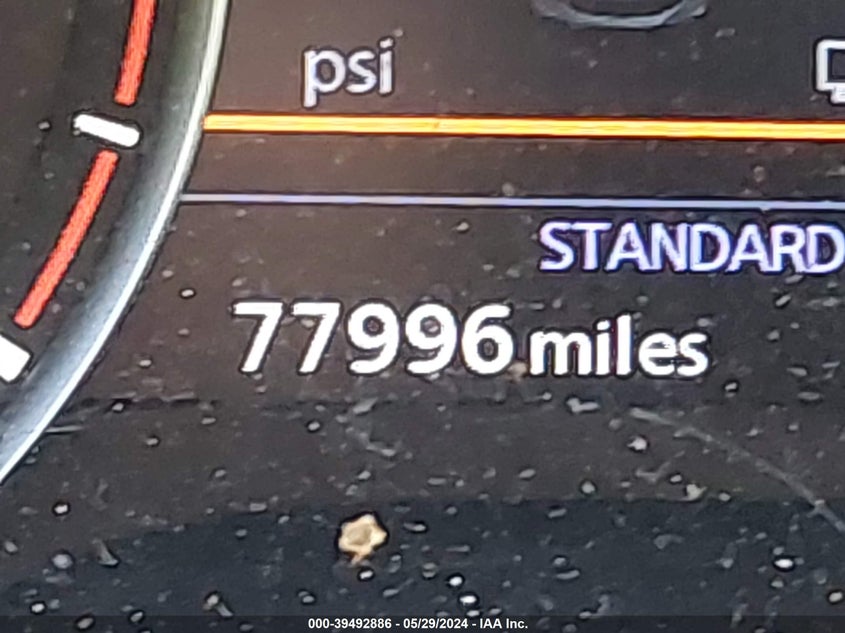 psi
STANDARD
77996 miles
000-39492886 - 05/29/2024 - IAA Inc.